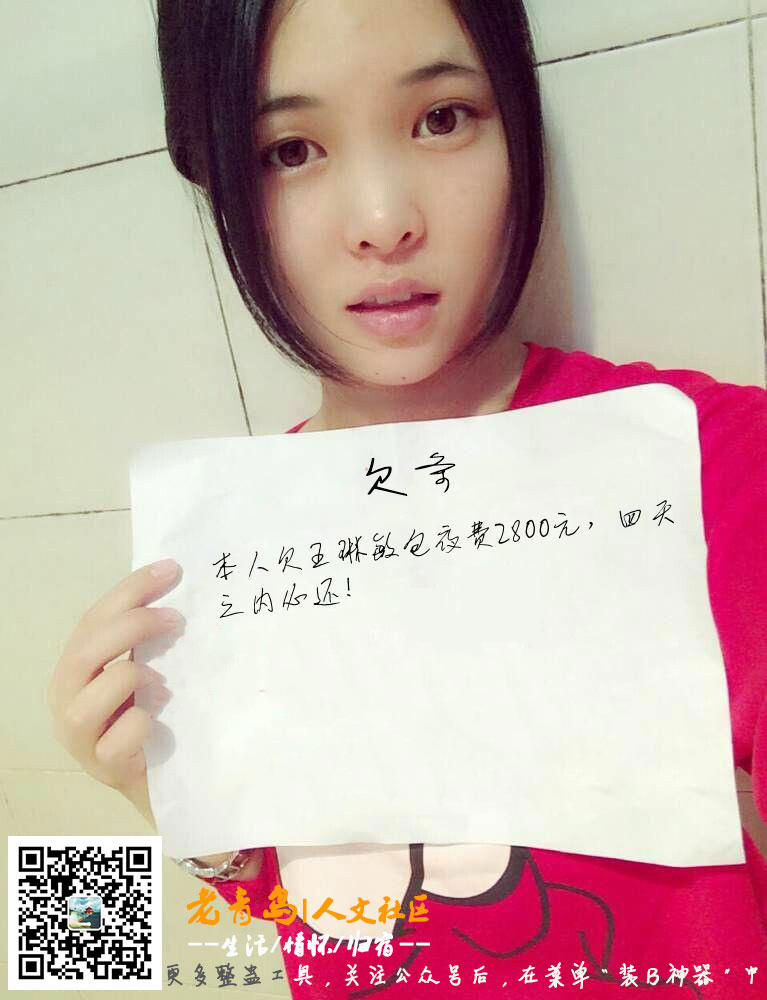 欠条
本人欠王琳敏包夜费2800元，四天
之内必还！
老青岛|人文社区
--生活/情怀/归宿--
更多整蛊工具，关注公众号后，在菜单“装B神器”中